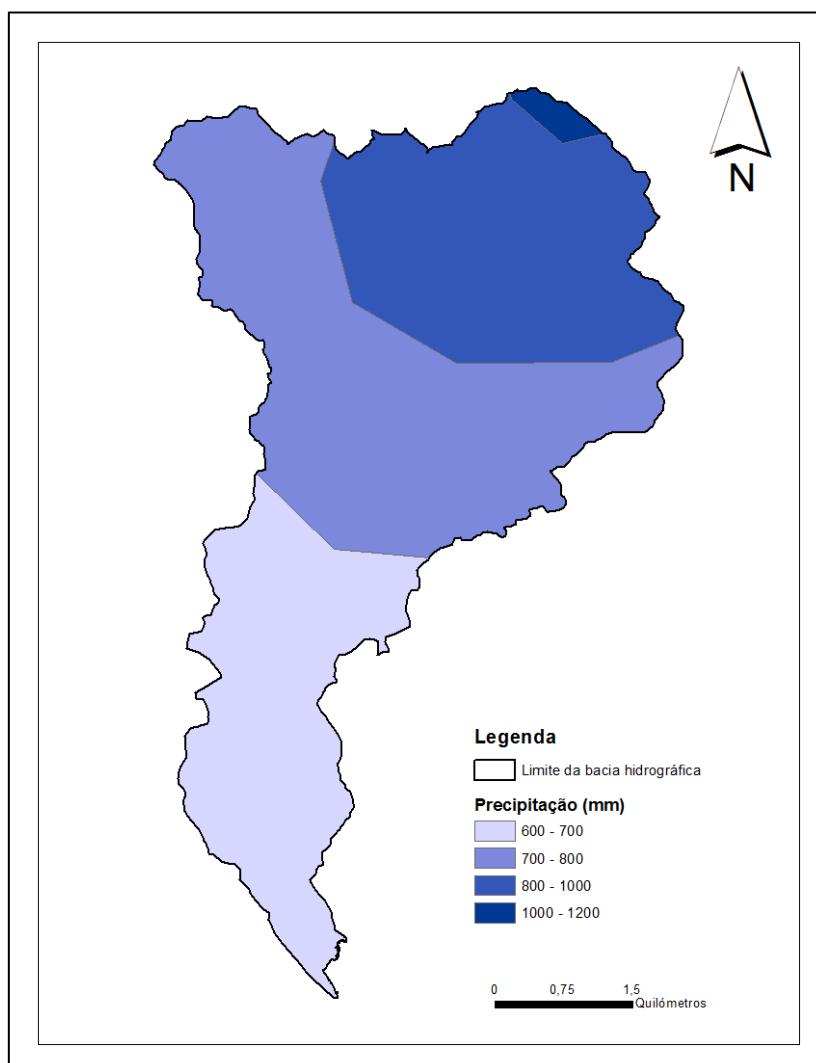 N
Legenda
Limite da bacia hidrográfica
Precipitação (mm)
600 - 700
700 - 800
800 - 1000
1000 - 1200
0 0,75 1,5
Quilómetros